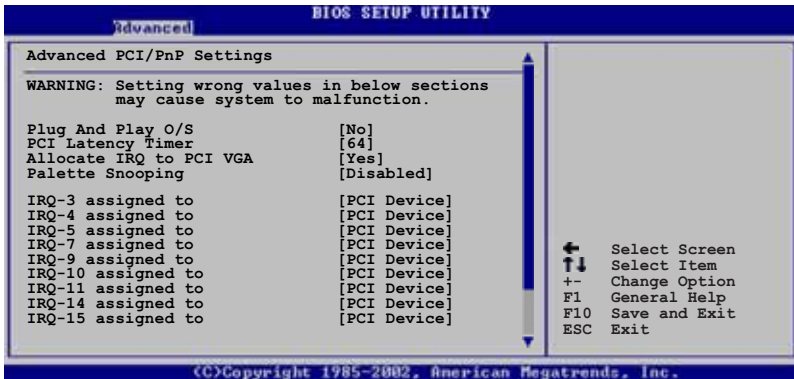 BIOS SETUP UTILITY
Advanced
Advanced PCI/PnP Settings
WARNING: Setting wrong values in below sections
may cause system to malfunction.
Plug And Play O/S [No]
PCI Latency Timer [64]
Allocate IRQ to PCI VGA [Yes]
Palette Snooping [Disabled]
IRQ-3 assigned to [PCI Device]
IRQ-4 assigned to [PCI Device]
IRQ-5 assigned to [PCI Device]
IRQ-7 assigned to [PCI Device]
IRQ-9 assigned to [PCI Device]
IRQ-10 assigned to [PCI Device]
IRQ-11 assigned to [PCI Device]
IRQ-14 assigned to [PCI Device]
IRQ-15 assigned to [PCI Device]
← Select Screen
↑↓ Select Item
+- Change Option
F1 General Help
F10 Save and Exit
ESC Exit
(C)Copyright 1985-2002, American Megatrends, Inc.